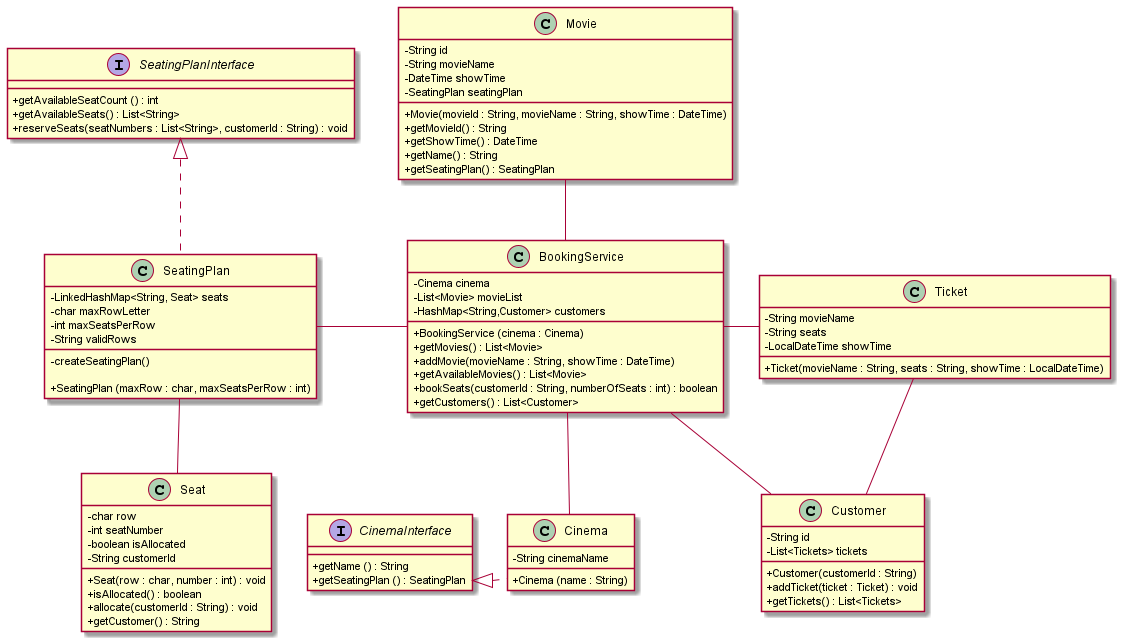 C Movie
-String id
-String movieName
-DateTime showTime
-SeatingPlan seatingPlan
+Movie(movieId : String, movieName : String, showTime : DateTime)
+getMovieId() : String
+getShowTime() : DateTime
+getName() : String
+getSeatingPlan() : SeatingPlan
I SeatingPlanInterface
+getAvailableSeatCount () : int
+getAvailableSeats() : List<String>
+reserveSeats(seatNumbers : List<String>, customerId : String) : void
C SeatingPlan
-LinkedHashMap<String, Seat> seats
-char maxRowLetter
-int maxSeatsPerRow
-String validRows
-createSeatingPlan()
+SeatingPlan (maxRow : char, maxSeatsPerRow : int)
C BookingService
-Cinema cinema
-List<Movie> movieList
-HashMap<String,Customer> customers
+BookingService (cinema : Cinema)
+getMovies() : List<Movie>
+addMovie(movieName : String, showTime : DateTime)
+getAvailableMovies() : List<Movie>
+bookSeats(customerId : String, numberOfSeats : int) : boolean
+getCustomers() : List<Customer>
C Ticket
-String movieName
-String seats
-LocalDateTime showTime
+Ticket(movieName : String, seats : String, showTime : LocalDateTime)
C Seat
-char row
-int seatNumber
-boolean isAllocated
-String customerId
+Seat(row : char, number : int) : void
+isAllocated() : boolean
+allocate(customerId : String) : void
+getCustomer() : String
I CinemaInterface
+getName () : String
+getSeatingPlan () : SeatingPlan
C Cinema
-String cinemaName
+Cinema (name : String)
C Customer
-String id
-List<Tickets> tickets
+Customer(customerId : String)
+addTicket(ticket : Ticket) : void
+getTickets() : List<Tickets>